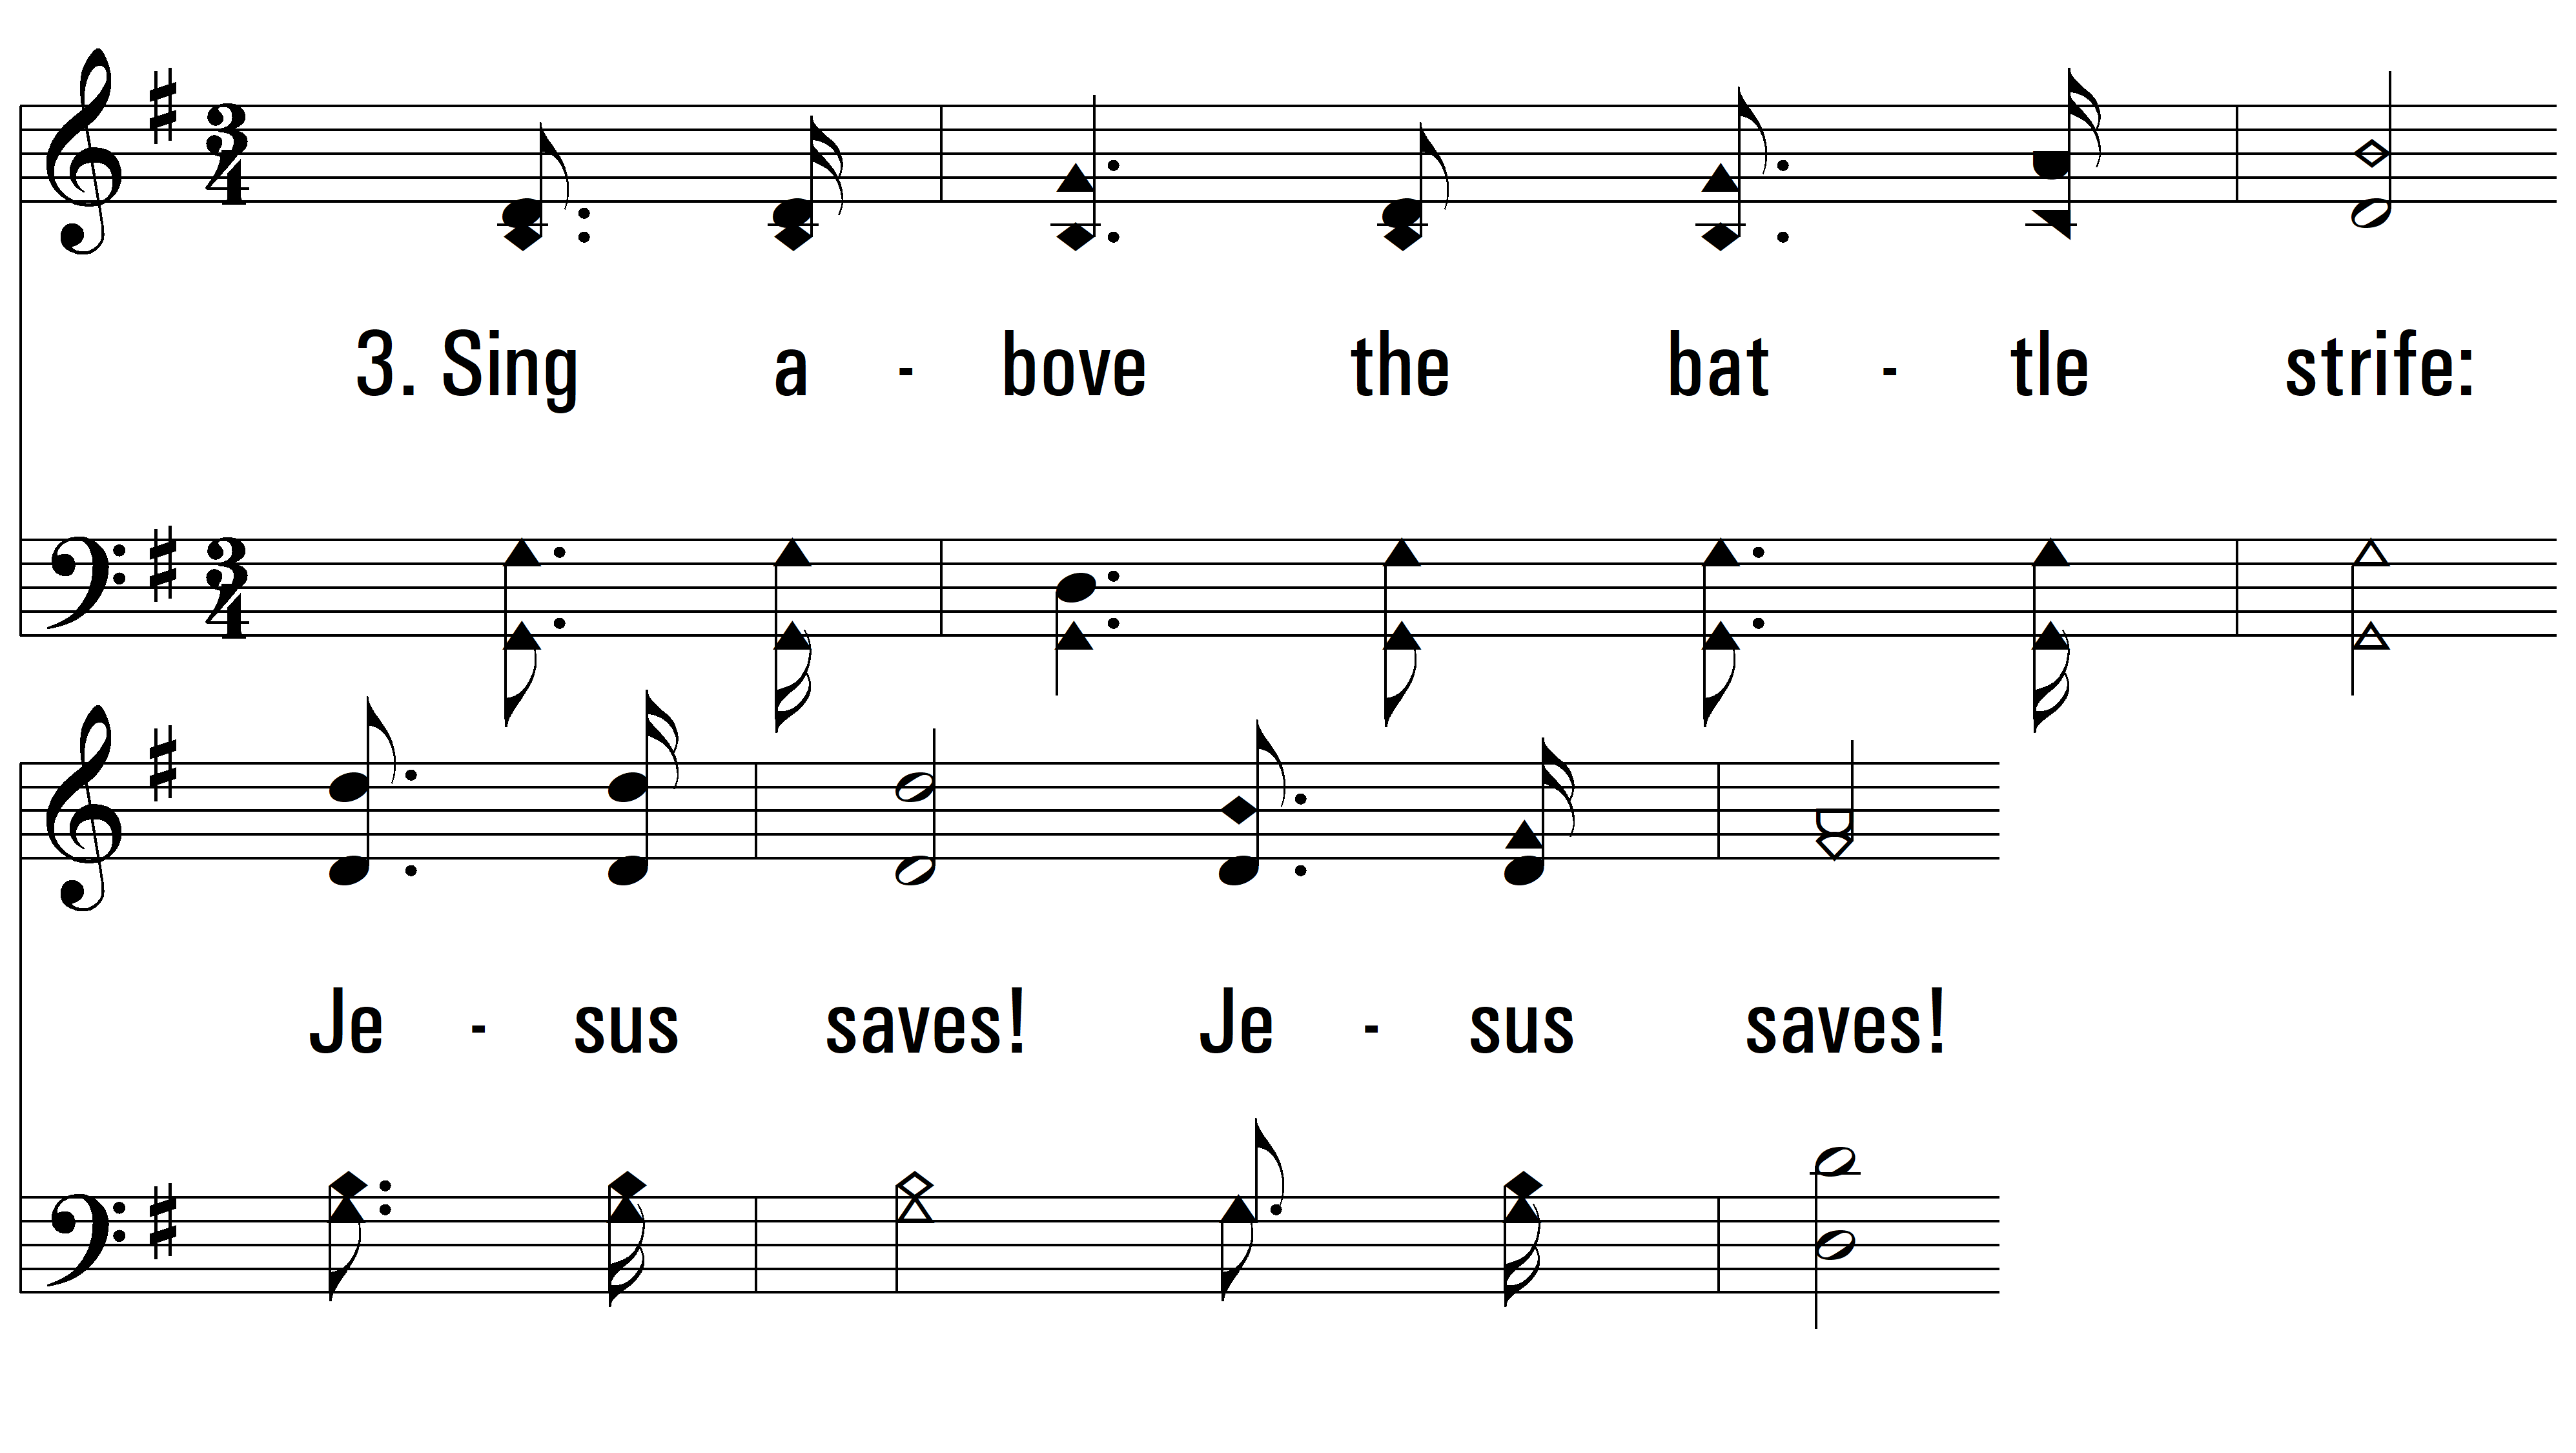 3. Sing a - bove the bat - tle strife:
Je - sus saves! Je - sus saves!